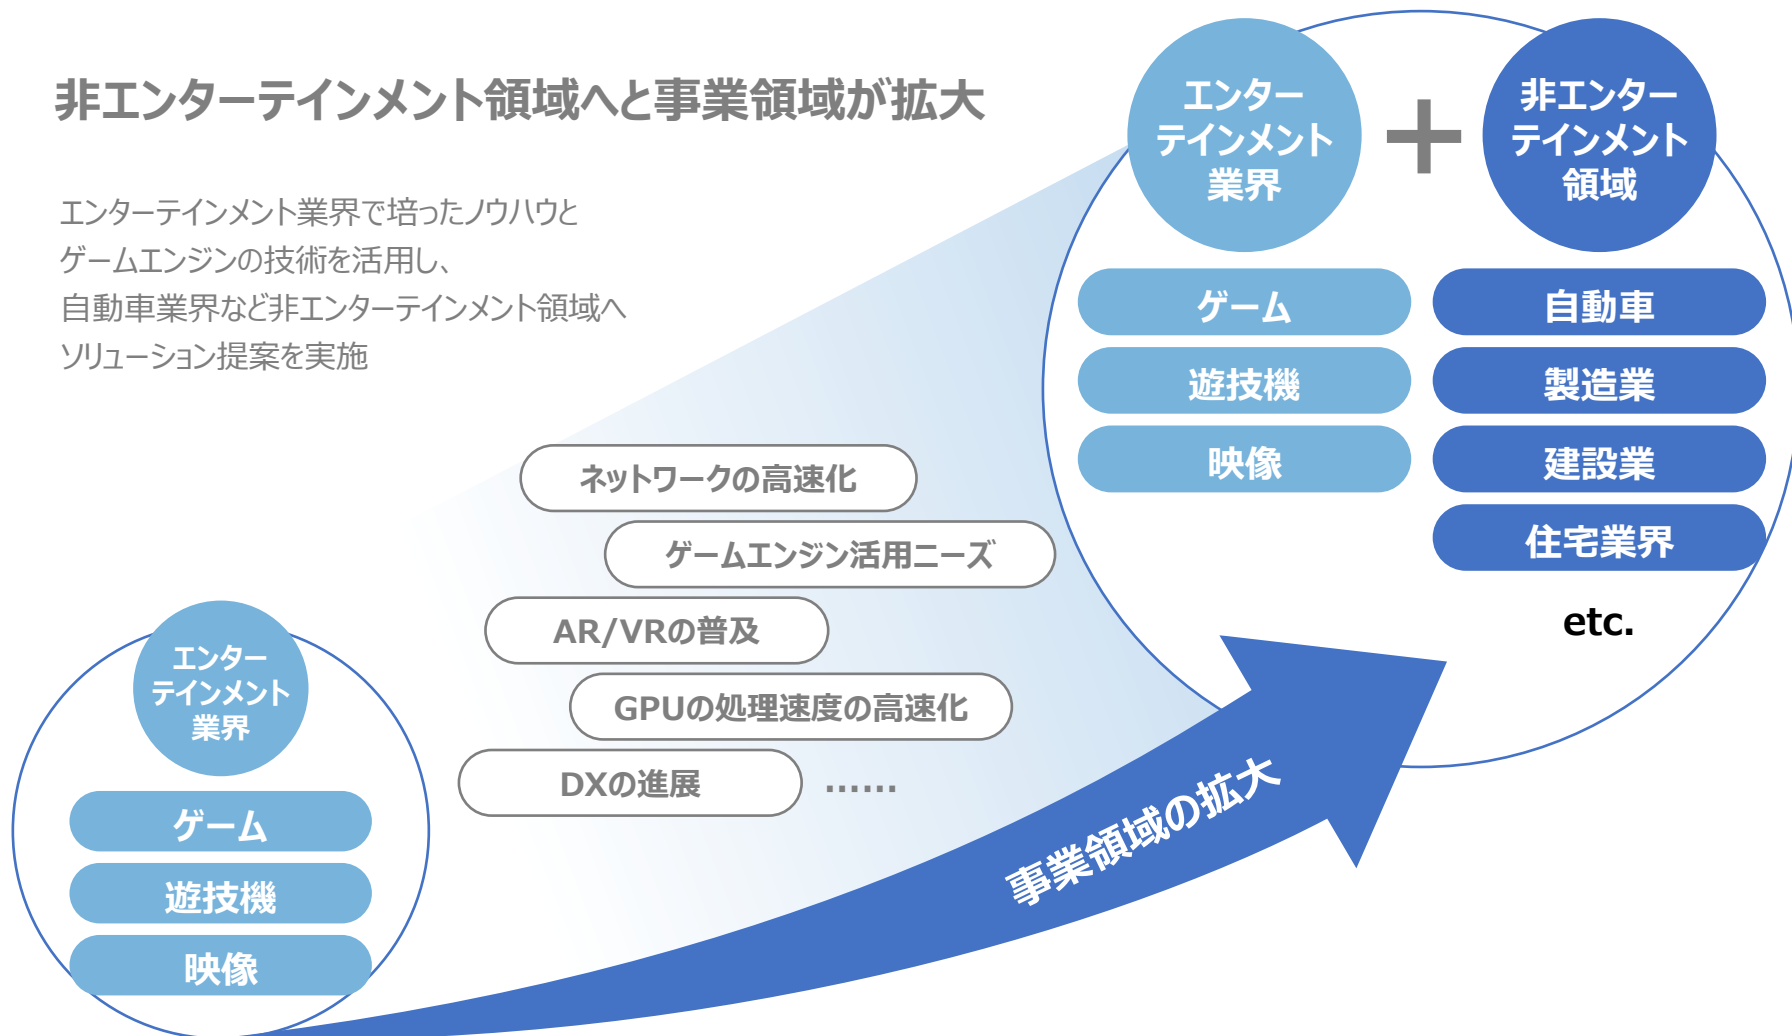 非エンターテインメント領域へと事業領域が拡大
エンターテインメント業界で培ったノウハウと
ゲームエンジンの技術を活用し、
自動車業界など非エンターテインメント領域へ
ソリューション提案を実施
エンター
テインメント
業界
ゲーム
遊技機
映像
ネットワークの高速化
ゲームエンジン活用ニーズ
AR/VRの普及
GPUの処理速度の高速化
DXの進展
……
事業領域の拡大
エンター
テインメント
業界
+
非エンター
テインメント
領域
ゲーム
遊技機
映像
自動車
製造業
建設業
住宅業界
etc.